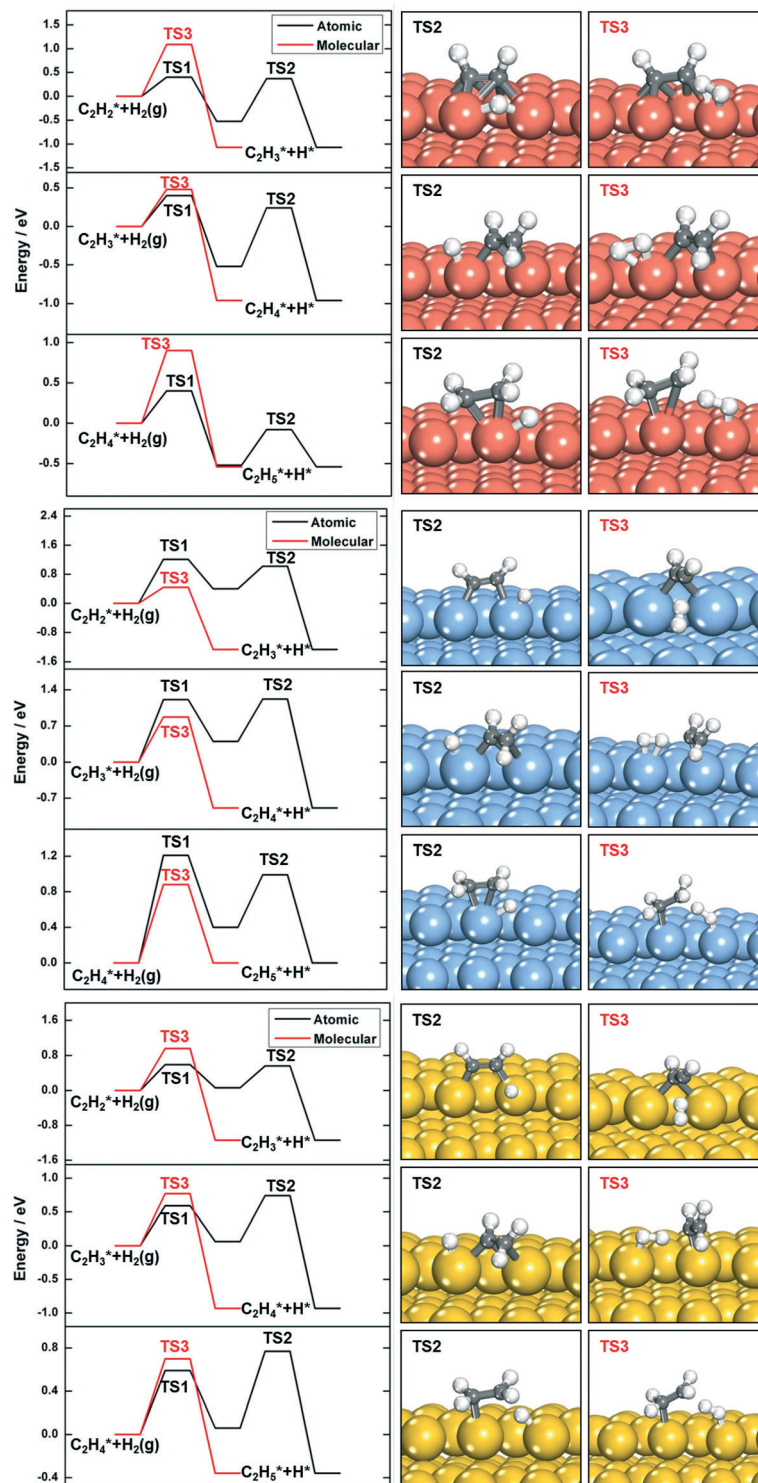 TS3
Atomic
Molecular
TS1
TS2
C₂H₂*+H₂(g)
C₂H₃*+H*
1.5
1.0
0.5
0.0
-0.5
-1.0
-1.5
TS2
TS3
TS3
TS1
TS2
C₂H₃*+H₂(g)
C₂H₄*+H*
0.5
0.0
-1.0
Energy / eV
TS2
TS3
TS3
TS1
TS2
C₂H₄*+H₂(g)
C₂H₅*+H*
1.0
0.5
0.0
-0.5
TS2
TS3
Atomic
Molecular
TS1
TS2
TS3
C₂H₂*+H₂(g)
C₂H₃*+H*
2.4
1.6
0.8
0.0
-0.8
-1.6
TS2
TS3
TS1
TS2
TS3
C₂H₃*+H₂(g)
C₂H₄*+H*
1.4
0.7
0.0
-0.7
Energy / eV
TS2
TS3
TS1
TS2
TS3
C₂H₄*+H₂(g)
C₂H₅*+H*
1.2
0.8
0.4
0.0
TS2
TS3
Atomic
Molecular
TS3
TS1
TS2
C₂H₂*+H₂(g)
C₂H₃*+H*
1.6
0.8
0.0
-0.8
-1.6
TS2
TS3
TS3
TS1
TS2
C₂H₃*+H₂(g)
C₂H₄*+H*
1.0
0.5
0.0
-0.5
-1.0
Energy / eV
TS2
TS3
TS3
TS1
TS2
C₂H₄*+H₂(g)
C₂H₅*+H*
0.8
0.4
0.0
-0.4
TS2
TS3